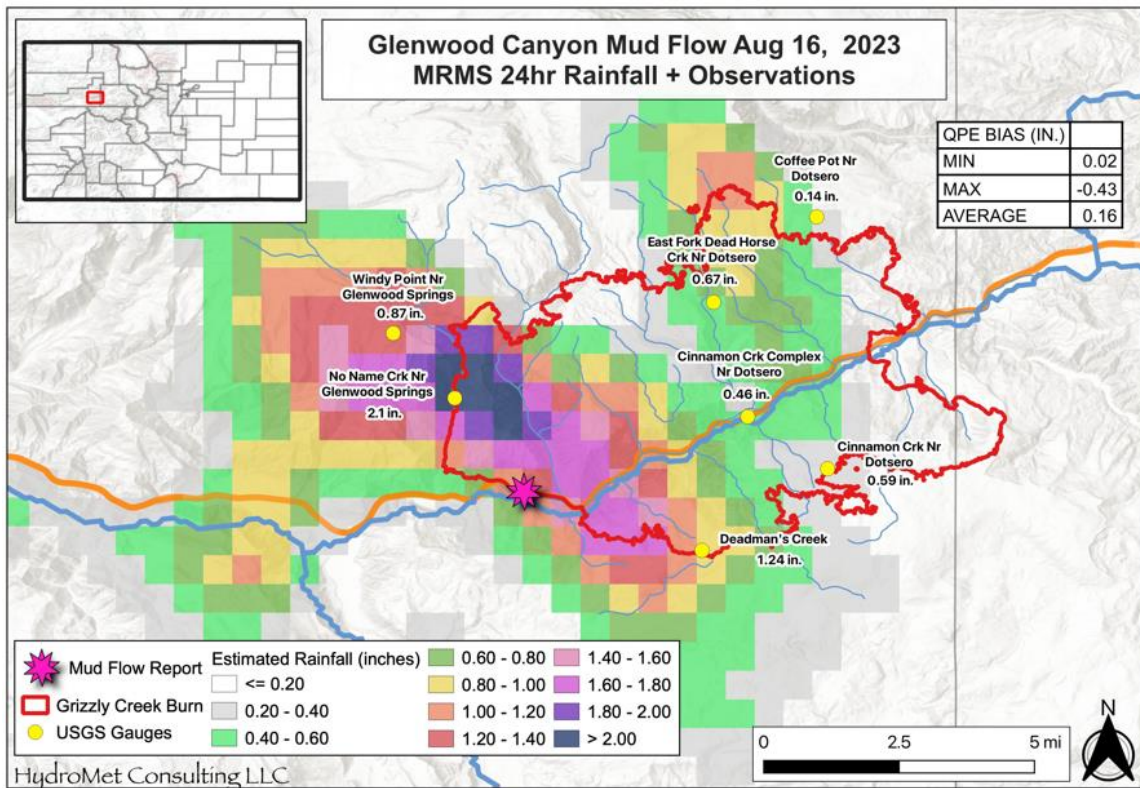 Glenwood Canyon Mud Flow Aug 16, 2023
MRMS 24hr Rainfall + Observations
QPE BIAS (IN.)
MIN 0.02
MAX -0.43
AVERAGE 0.16
Coffee Pot Nr
Dotsero
0.14 in.
East Fork Dead Horse
Crk Nr Dotsero
0.67 in.
Windy Point Nr
Glenwood Springs
0.87 in.
No Name Crk Nr
Glenwood Springs
2.1 in.
Cinnamon Crk Complex
Nr Dotsero
0.46 in.
Cinnamon Crk Nr
Dotsero
0.59 in.
Deadman's Creek
1.24 in.
Mud Flow Report
Grizzly Creek Burn
USGS Gauges
Estimated Rainfall (inches)
<= 0.20
0.20 - 0.40
0.40 - 0.60
0.60 - 0.80
0.80 - 1.00
1.00 - 1.20
1.20 - 1.40
1.40 - 1.60
1.60 - 1.80
1.80 - 2.00
> 2.00
0 2.5 5 mi
N
HydroMet Consulting LLC